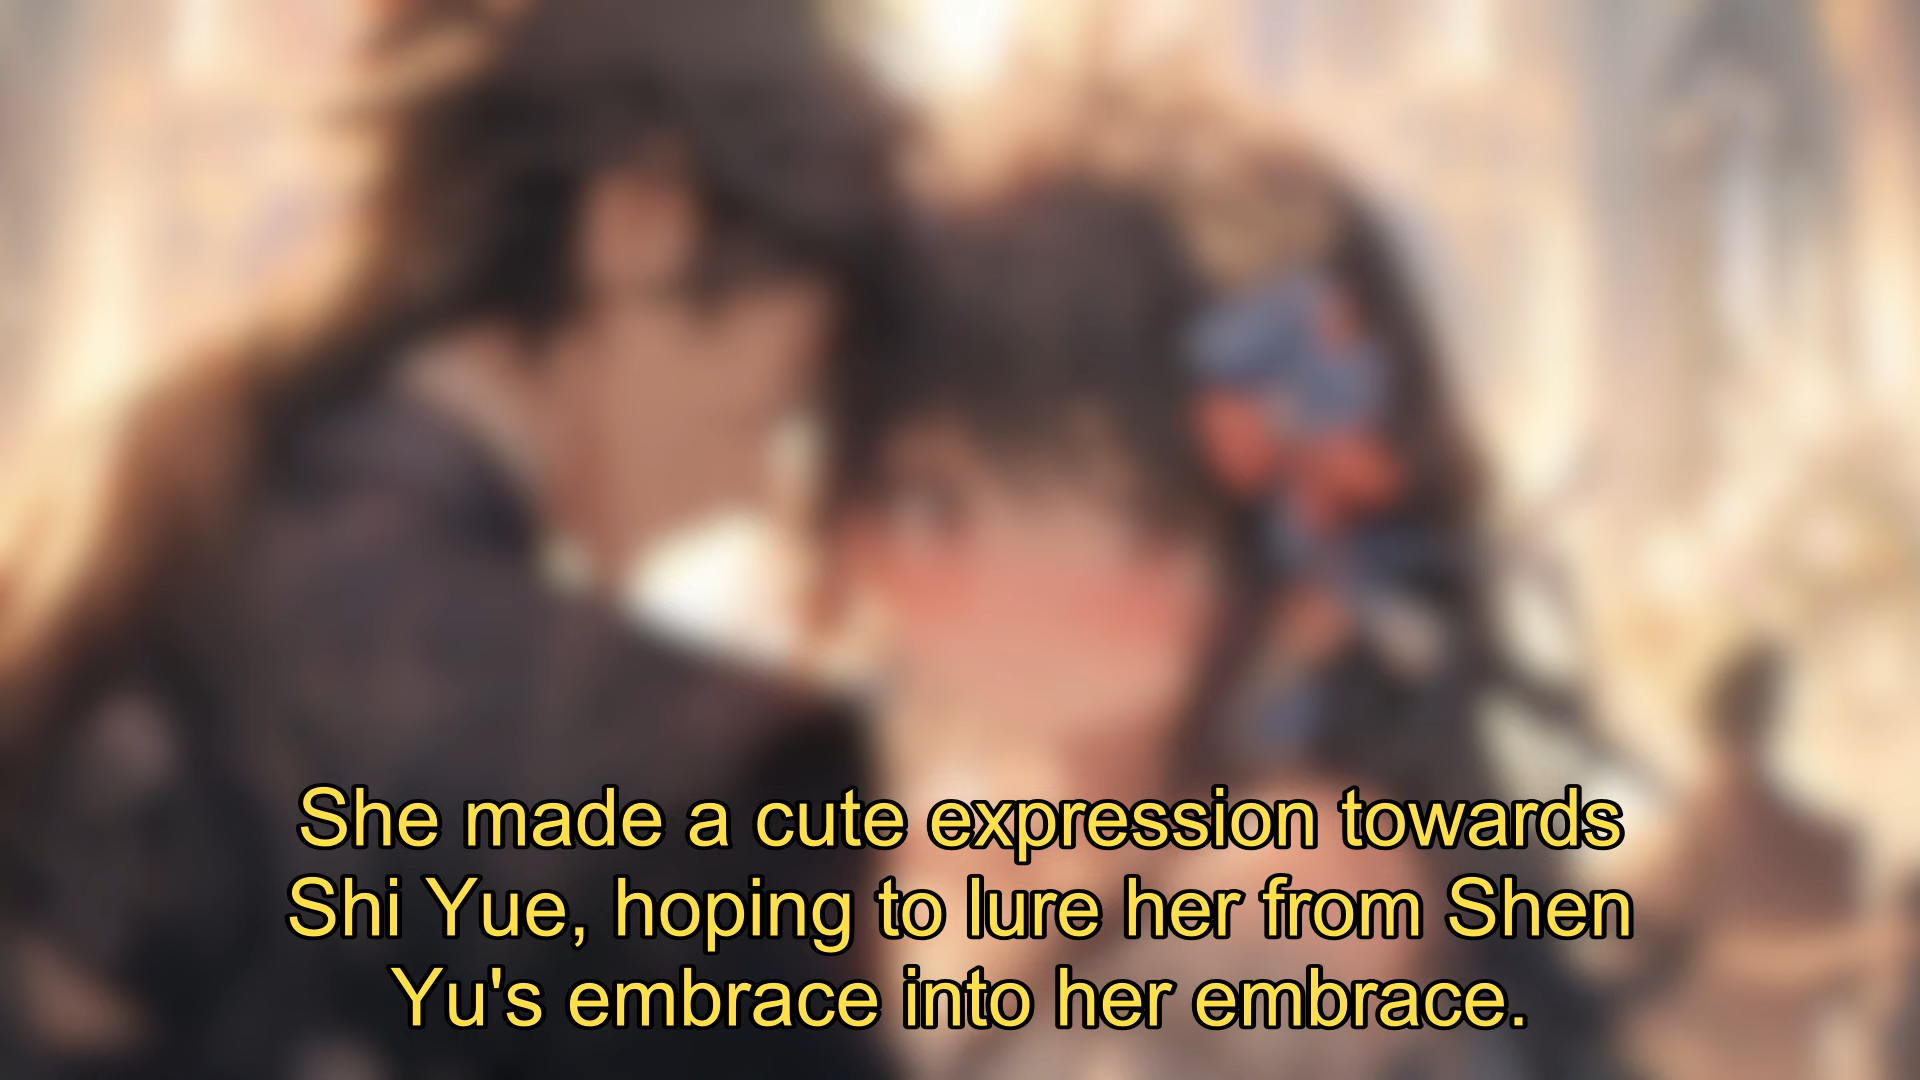 She made a cute expression towards
Shi Yue, hoping to lure her from Shen
Yu's embrace into her embrace.